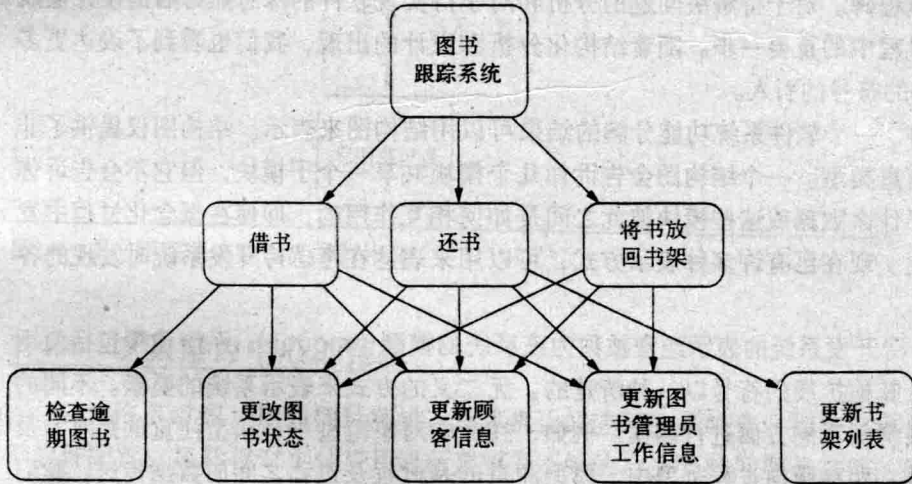 图书
跟踪系统
借书
还书
将书放
回书架
检查逾
期图书
更改图
书状态
更新顾
客信息
更新图
书管理员
工作信息
更新书
架列表